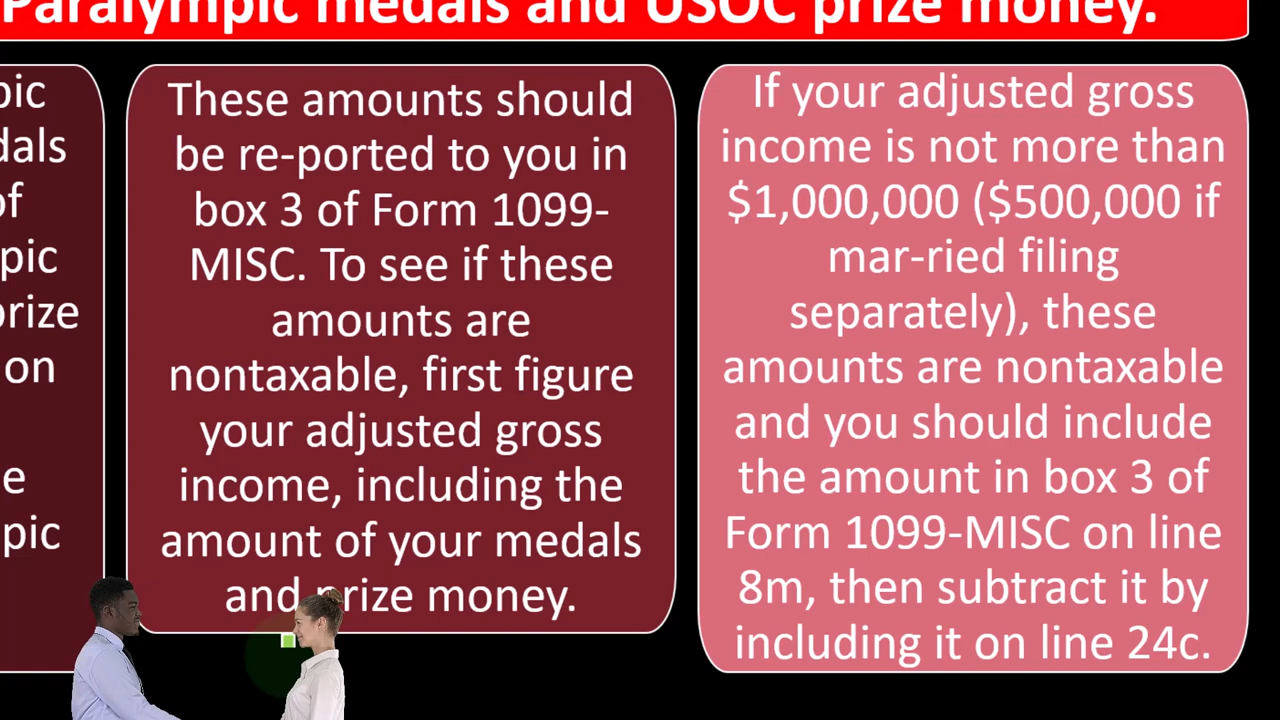 Paralympic medals and USOC prize money.
pic
dals
of
pic
prize
on
e
pic
These amounts should
be re-ported to you in
box 3 of Form 1099-
MISC. To see if these
amounts are
nontaxable, first figure
your adjusted gross
income, including the
amount of your medals
and prize money.
If your adjusted gross
income is not more than
$1,000,000 ($500,000 if
mar-ried filing
separately), these
amounts are nontaxable
and you should include
the amount in box 3 of
Form 1099-MISC on line
8m, then subtract it by
including it on line 24c.